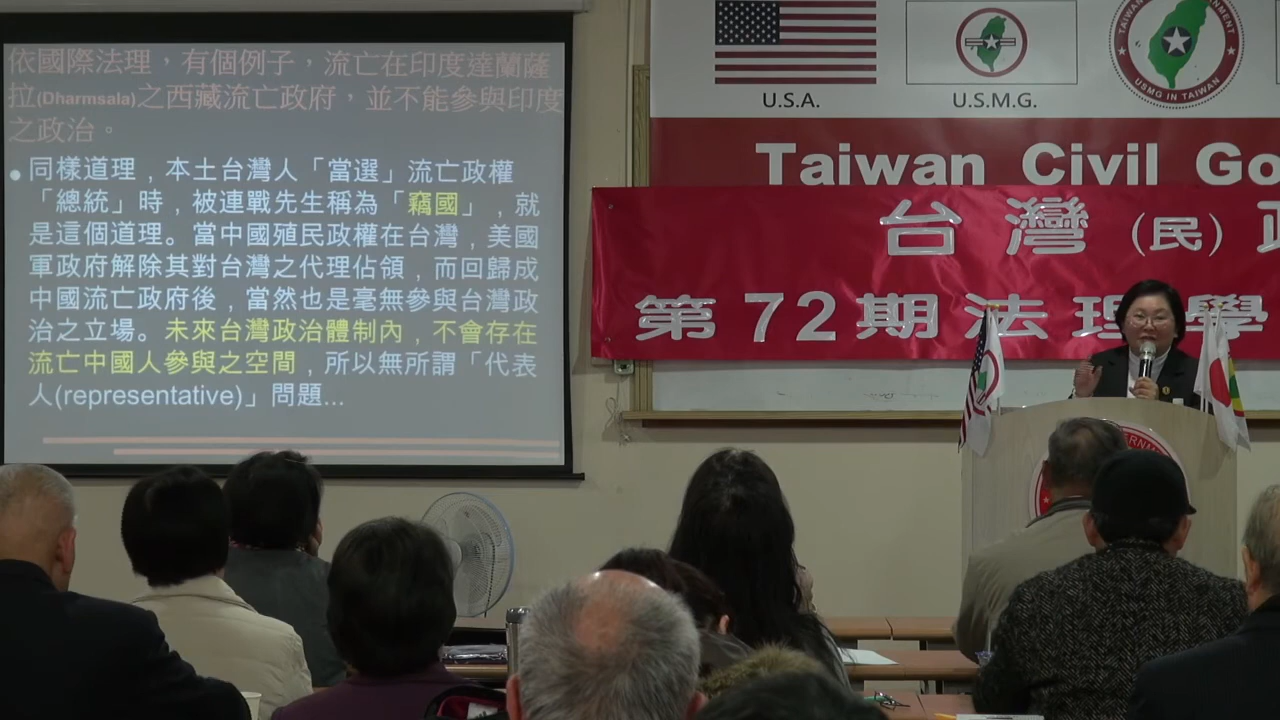 依國際法理，有個例子，流亡在印度達蘭薩
拉(Dharmsala)之西藏流亡政府，並不能參與印度
之政治。
同樣道理，本土台灣人「當選」流亡政權
「總統」時，被連戰先生稱為「竊國」，就
是這個道理。當中國殖民政權在台灣，美國
軍政府解除其對台灣之代理佔領，而回歸成
中國流亡政府後，當然也是毫無參與台灣政
治之立場。未來台灣政治體制內，不會存在
流亡中國人參與之空間，所以無所謂「代表
人(representative)」問題...
U.S.A.
U.S.M.G.
USMG IN TAIWAN
Taiwan Civil Go
台灣(民)政
第72期法理學